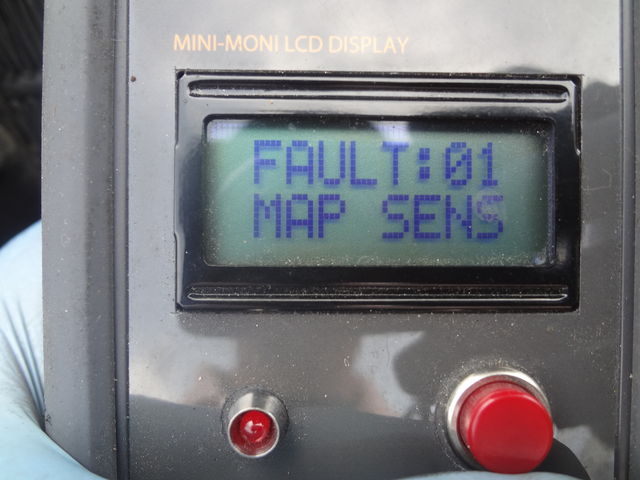 MINI-MONI LCD DISPLAY
FAULT:01
MAP SENS